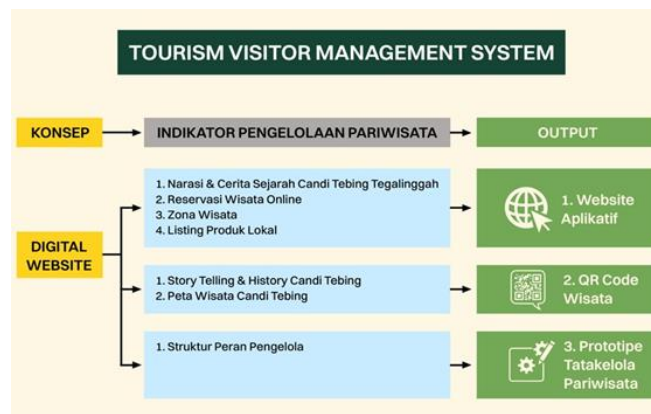 TOURISM VISITOR MANAGEMENT SYSTEM
KONSEP
INDIKATOR PENGELOLAAN PARIWISATA
OUTPUT
DIGITAL
WEBSITE
1. Narasi & Cerita Sejarah Candi Tebing Tegalinggah
2. Reservasi Wisata Online
3. Zona Wisata
4. Listing Produk Lokal
1. Website
Aplikatif
1. Story Telling & History Candi Tebing
2. Peta Wisata Candi Tebing
2. QR Code
Wisata
1. Struktur Peran Pengelola
3. Prototipe
Tatakelola
Pariwisata